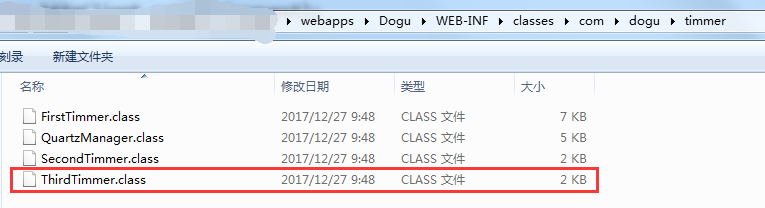 webapps Dogu WEB-INF classes com dogu timmer
刻录 新建文件夹
名称 修改日期 类型 大小
FirstTimmer.class 2017/12/27 9:48 CLASS 文件 7 KB
QuartzManager.class 2017/12/27 9:48 CLASS 文件 5 KB
SecondTimmer.class 2017/12/27 9:48 CLASS 文件 2 KB
ThirdTimmer.class 2017/12/27 9:48 CLASS 文件 2 KB